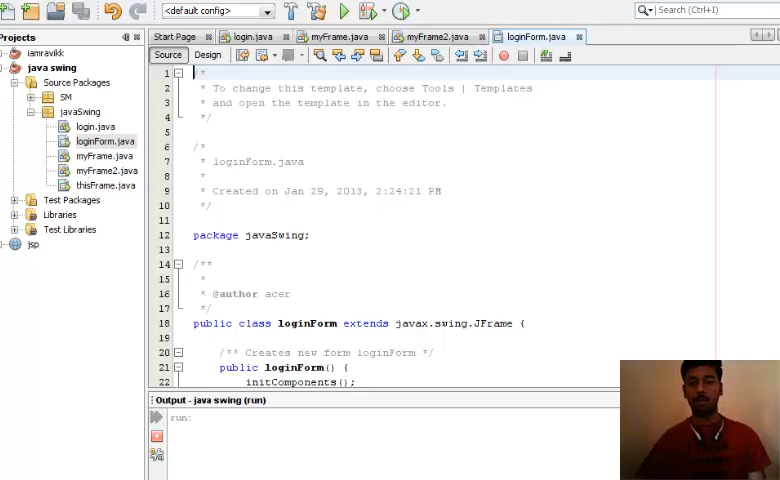 <default config>
Search (Ctrl+I)
Projects
Start Page
login.java
myFrame.java
myFrame2.java
loginForm.java
iamravikk
java swing
Source Packages
SM
javaSwing
login.java
loginForm.java
myFrame.java
myFrame2.java
thisFrame.java
Test Packages
Libraries
Test Libraries
jsp
Source
Design
1 /*
2 * To change this template, choose Tools | Templates
3 * and open the template in the editor.
4 */
5
6 /*
7 * loginForm.java
8 *
9 * Created on Jan 29, 2013, 2:24:21 PM
10 */
11
12 package javaSwing;
13
14 /**
15 *
16 * @author acer
17 */
18 public class loginForm extends javax.swing.JFrame {
19
20 /** Creates new form loginForm */
21 public loginForm() {
22 initComponents();
Output - java swing (run)
run: